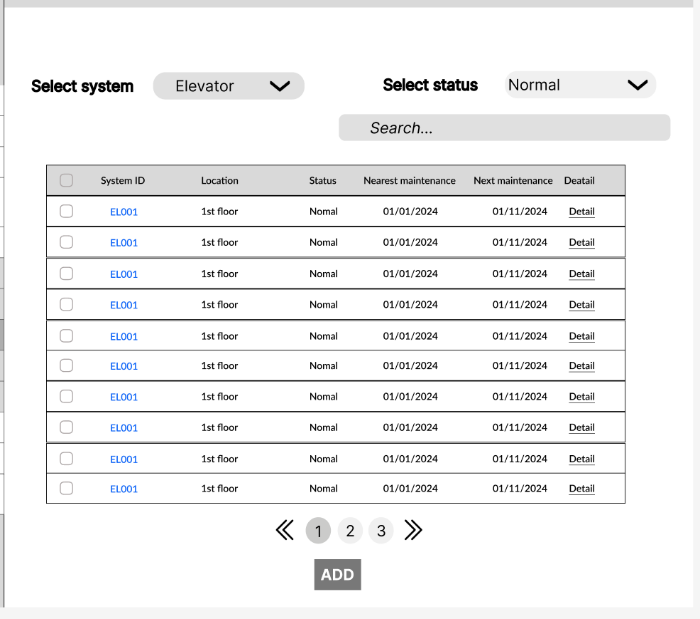 Select system Elevator Select status Normal
Search...
System ID Location Status Nearest maintenance Next maintenance Deatail
EL001 1st floor Nomal 01/01/2024 01/11/2024 Detail
EL001 1st floor Nomal 01/01/2024 01/11/2024 Detail
EL001 1st floor Nomal 01/01/2024 01/11/2024 Detail
EL001 1st floor Nomal 01/01/2024 01/11/2024 Detail
EL001 1st floor Nomal 01/01/2024 01/11/2024 Detail
EL001 1st floor Nomal 01/01/2024 01/11/2024 Detail
EL001 1st floor Nomal 01/01/2024 01/11/2024 Detail
EL001 1st floor Nomal 01/01/2024 01/11/2024 Detail
EL001 1st floor Nomal 01/01/2024 01/11/2024 Detail
EL001 1st floor Nomal 01/01/2024 01/11/2024 Detail
1 2 3
ADD